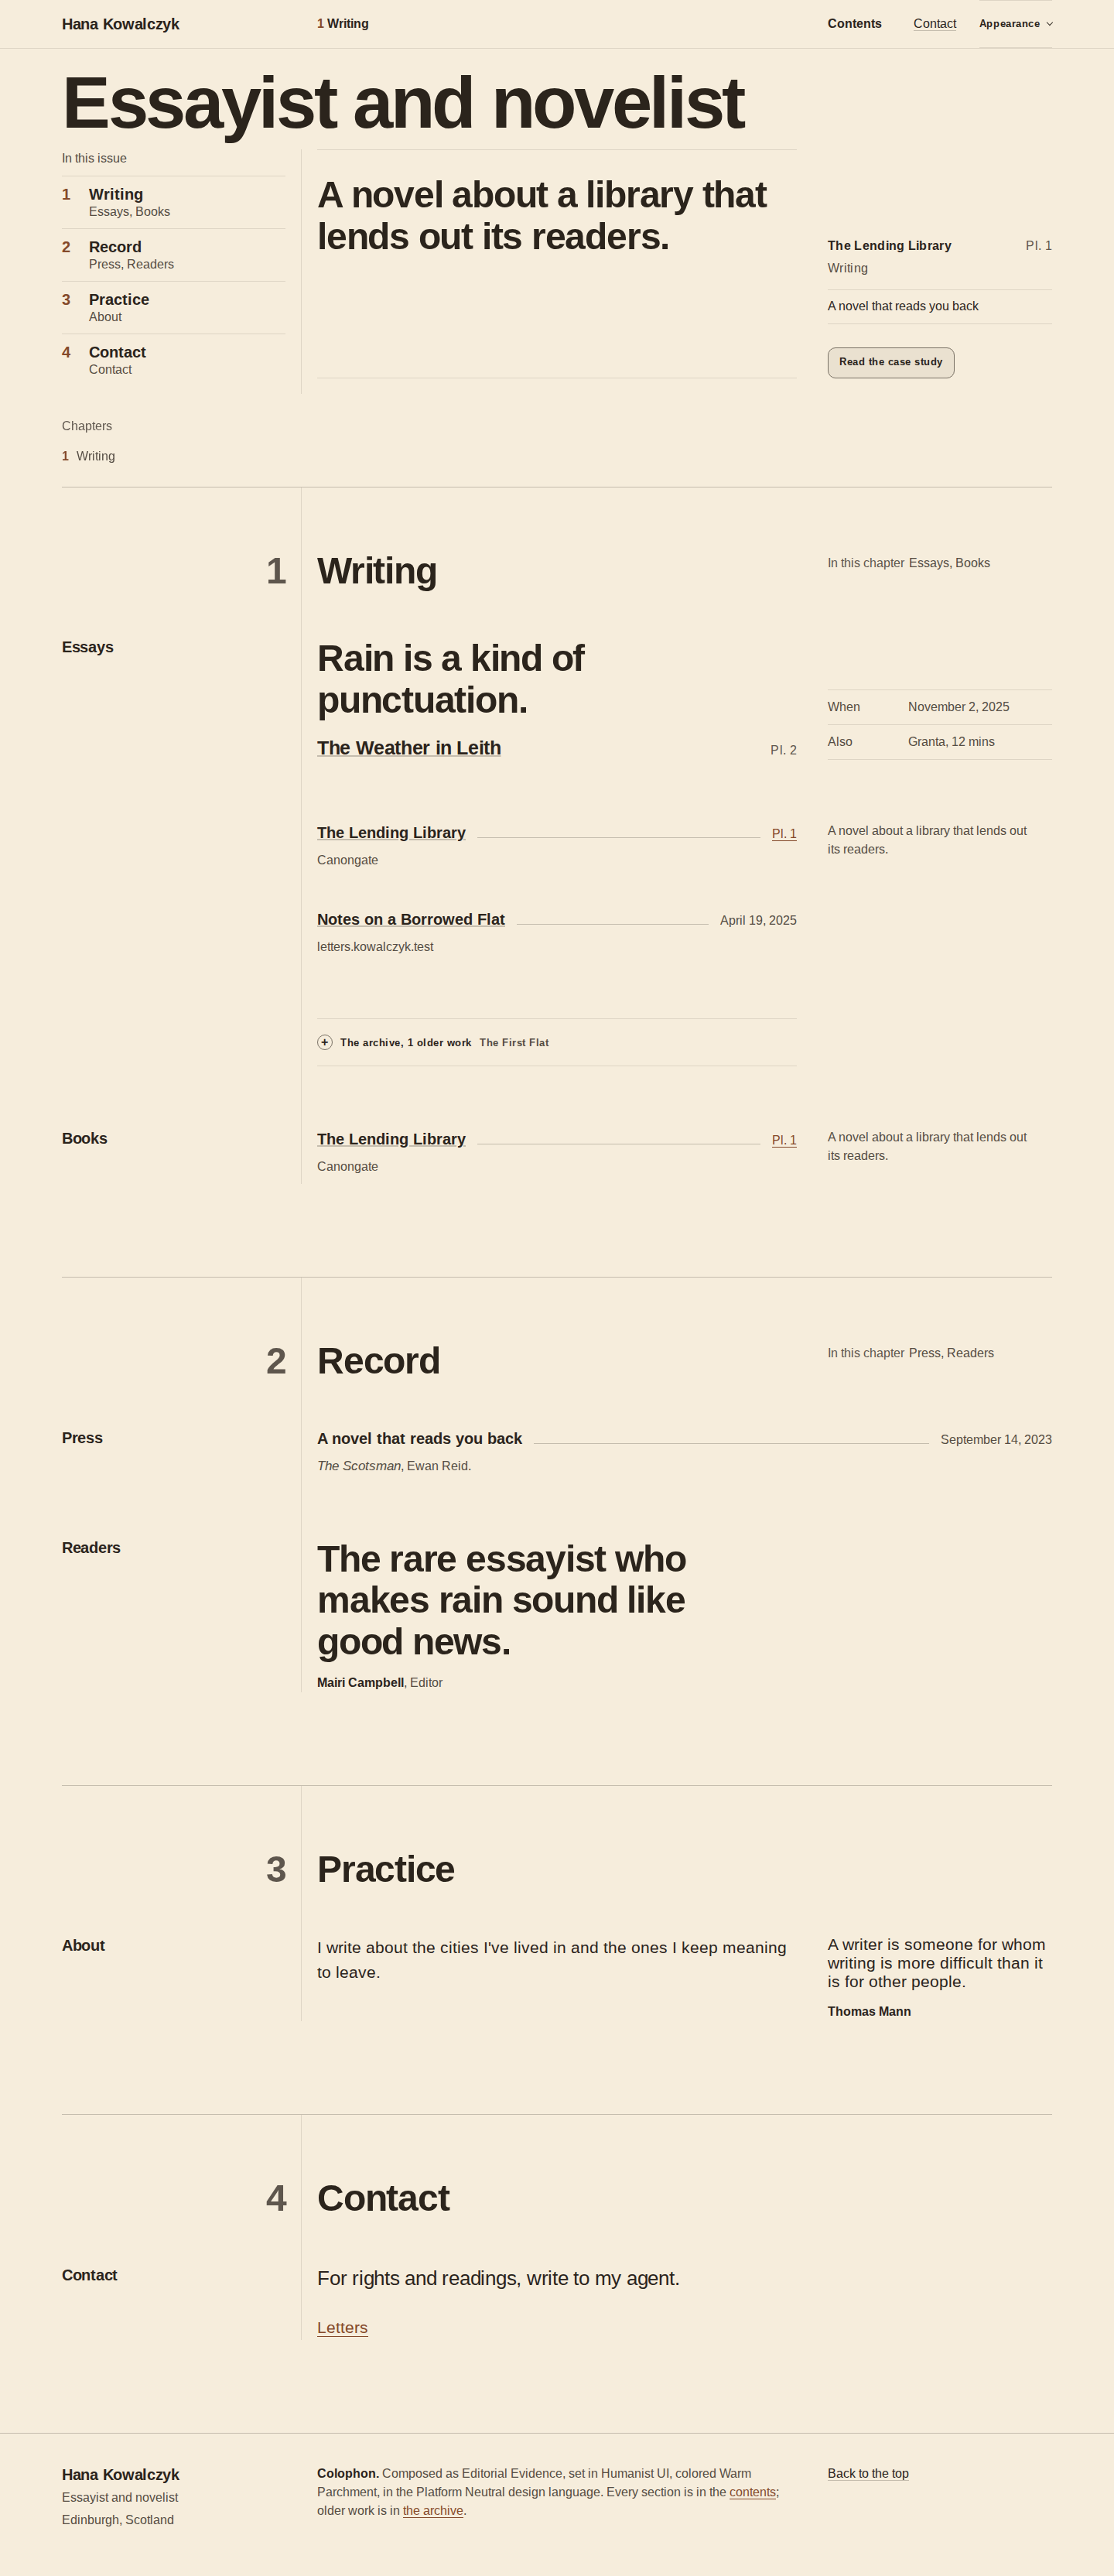 Hana Kowalczyk
1 Writing
Contents
Contact
Appearance
Essayist and novelist
In this issue
1 Writing
Essays, Books
2 Record
Press, Readers
3 Practice
About
4 Contact
Contact
A novel about a library that
lends out its readers.
The Lending Library Pl. 1
Writing
A novel that reads you back
Read the case study
Chapters
1 Writing
1 Writing
In this chapter Essays, Books
Essays
Rain is a kind of
punctuation.
The Weather in Leith Pl. 2
When November 2, 2025
Also Granta, 12 mins
The Lending Library Pl. 1
Canongate
A novel about a library that lends out
its readers.
Notes on a Borrowed Flat April 19, 2025
letters.kowalczyk.test
The archive, 1 older work The First Flat
Books
The Lending Library Pl. 1
Canongate
A novel about a library that lends out
its readers.
2 Record
In this chapter Press, Readers
Press
A novel that reads you back September 14, 2023
The Scotsman, Ewan Reid.
Readers
The rare essayist who
makes rain sound like
good news.
Mairi Campbell, Editor
3 Practice
About
I write about the cities I've lived in and the ones I keep meaning
to leave.
A writer is someone for whom
writing is more difficult than it
is for other people.
Thomas Mann
4 Contact
Contact
For rights and readings, write to my agent.
Letters
Hana Kowalczyk
Essayist and novelist
Edinburgh, Scotland
Colophon. Composed as Editorial Evidence, set in Humanist UI, colored Warm
Parchment, in the Platform Neutral design language. Every section is in the contents;
older work is in the archive.
Back to the top